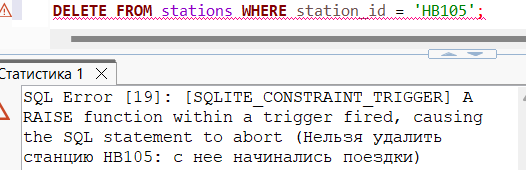 DELETE FROM stations WHERE station_id = 'HB105';
Статистика 1
SQL Error [19]: [SQLITE_CONSTRAINT_TRIGGER] A
RAISE function within a trigger fired, causing
the SQL statement to abort (Нельзя удалить
станцию HB105: с нее начинались поездки)